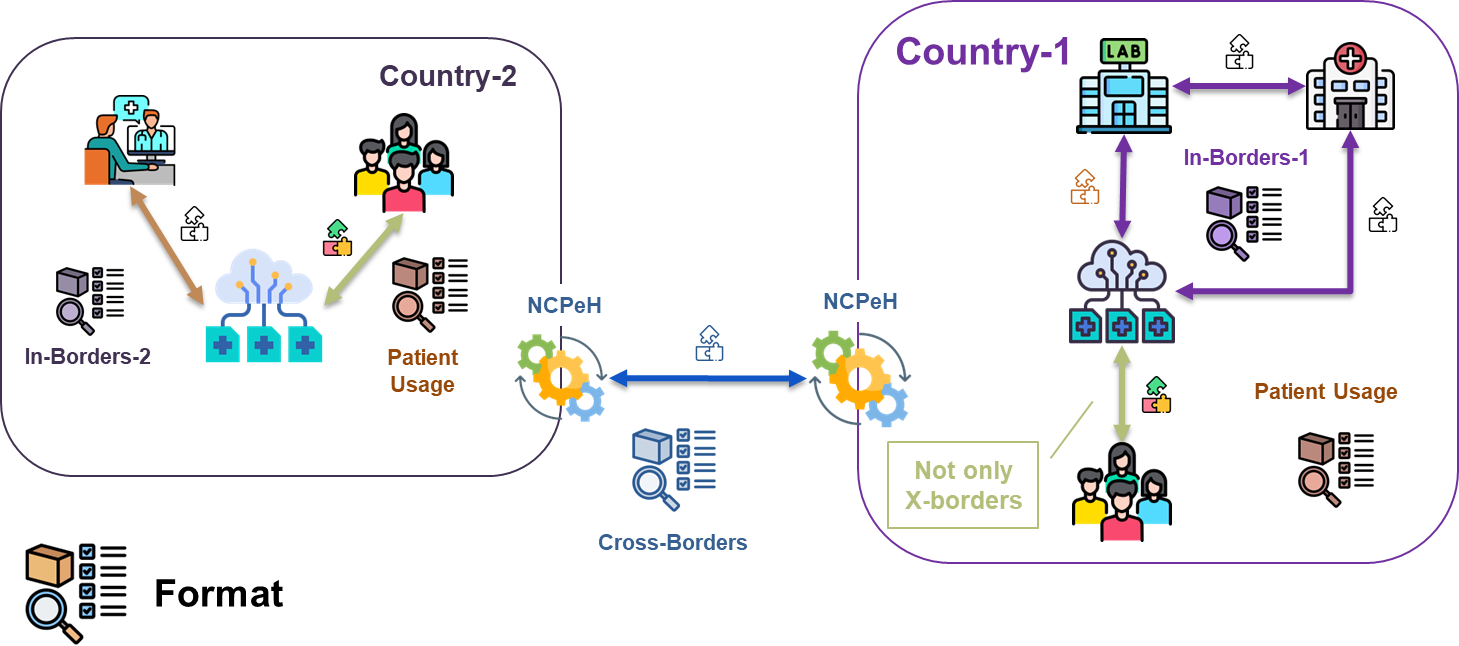 Country-2
In-Borders-2
Patient
Usage
NCPeH
Cross-Borders
NCPeH
Country-1
LAB
In-Borders-1
Patient Usage
Not only
X-borders
Format